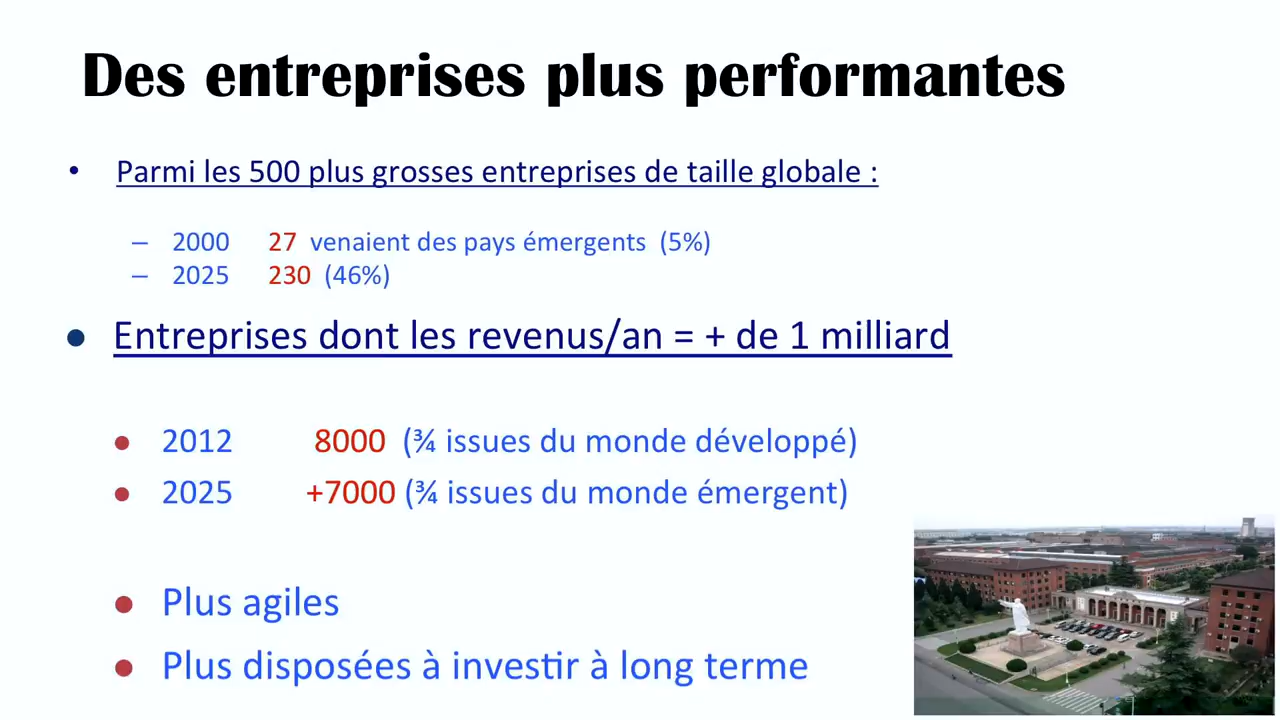 Des entreprises plus performantes
• Parmi les 500 plus grosses entreprises de taille globale :
– 2000 27 venaient des pays émergents (5%)
– 2025 230 (46%)
● Entreprises dont les revenus/an = + de 1 milliard
● 2012 8000 (¾ issues du monde développé)
● 2025 +7000 (¾ issues du monde émergent)
● Plus agiles
● Plus disposées à investir à long terme